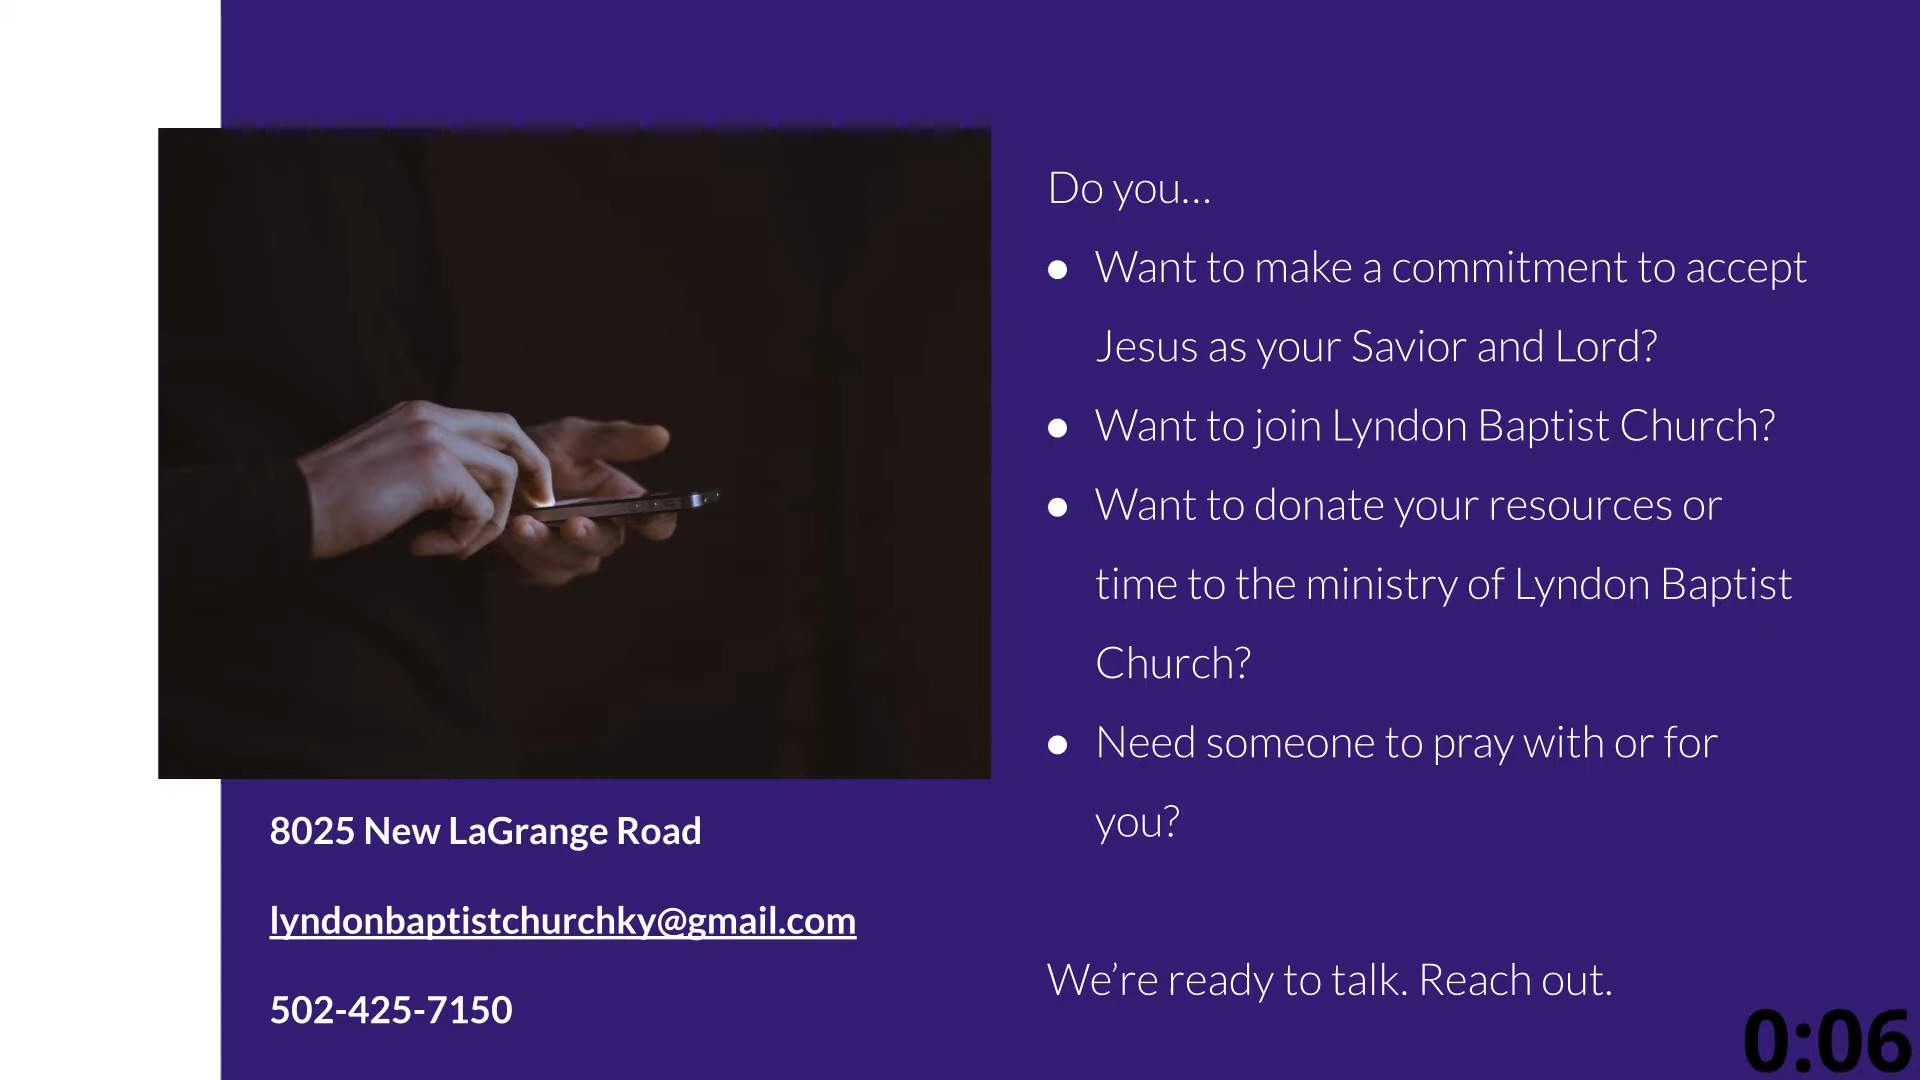 Do you...
● Want to make a commitment to accept
Jesus as your Savior and Lord?
● Want to join Lyndon Baptist Church?
● Want to donate your resources or
time to the ministry of Lyndon Baptist
Church?
● Need someone to pray with or for
you?
We’re ready to talk. Reach out.
8025 New LaGrange Road
lyndonbaptistchurchky@gmail.com
502-425-7150
0:06